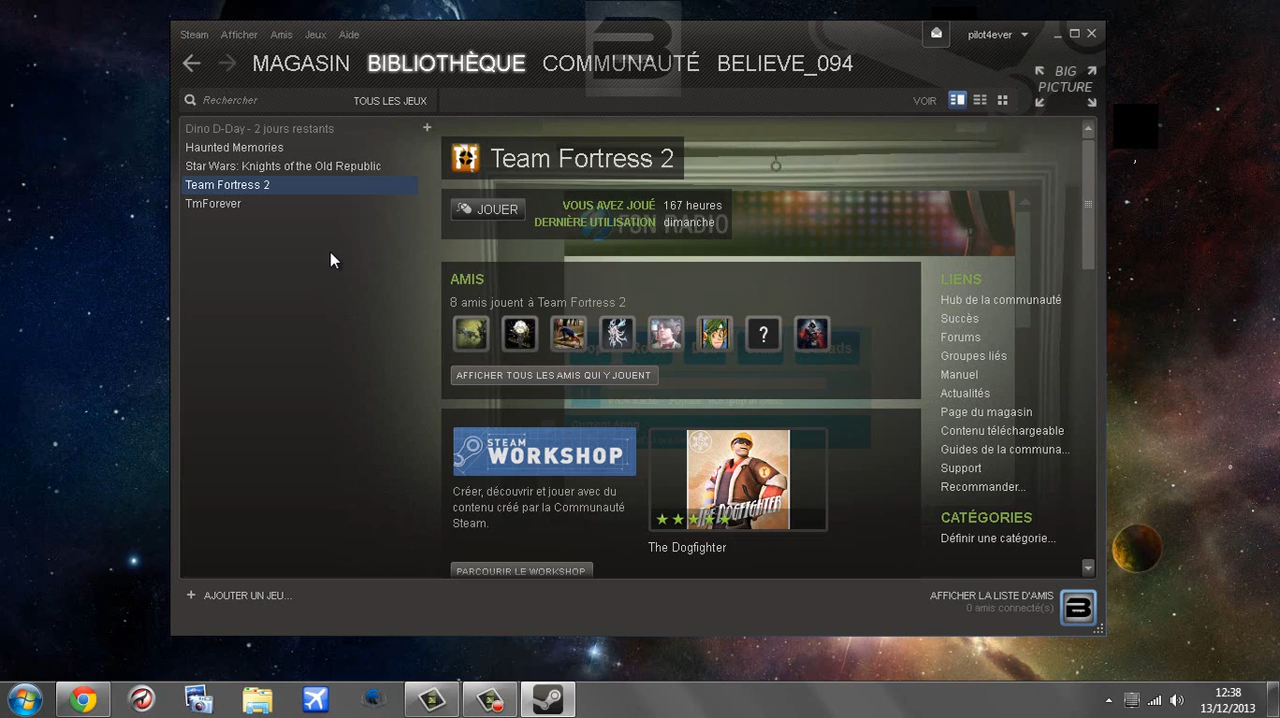 Steam Afficher Amis Jeux Aide
pilot4ever
MAGASIN BIBLIOTHÈQUE COMMUNAUTÉ BELIEVE_094
BIG
PICTURE
Rechercher
TOUS LES JEUX
VOIR
Dino D-Day - 2 jours restants
Haunted Memories
Star Wars: Knights of the Old Republic
Team Fortress 2
TmForever
Team Fortress 2
JOUER
VOUS AVEZ JOUÉ 167 heures
DERNIÈRE UTILISATION dimanche
FUN RADIO
AMIS
8 amis jouent à Team Fortress 2
?
AFFICHER TOUS LES AMIS QUI Y JOUENT
STEAM
WORKSHOP
Créer, découvrir et jouer avec du
contenu créé par la Communauté
Steam.
PARCOURIR LE WORKSHOP
THE DOGFIGHTER
The Dogfighter
LIENS
Hub de la communauté
Succès
Forums
Groupes liés
Manuel
Actualités
Page du magasin
Contenu téléchargeable
Guides de la communa...
Support
Recommander...
CATÉGORIES
Définir une catégorie...
+ AJOUTER UN JEU...
AFFICHER LA LISTE D'AMIS
0 amis connecté(s)
12:38
13/12/2013